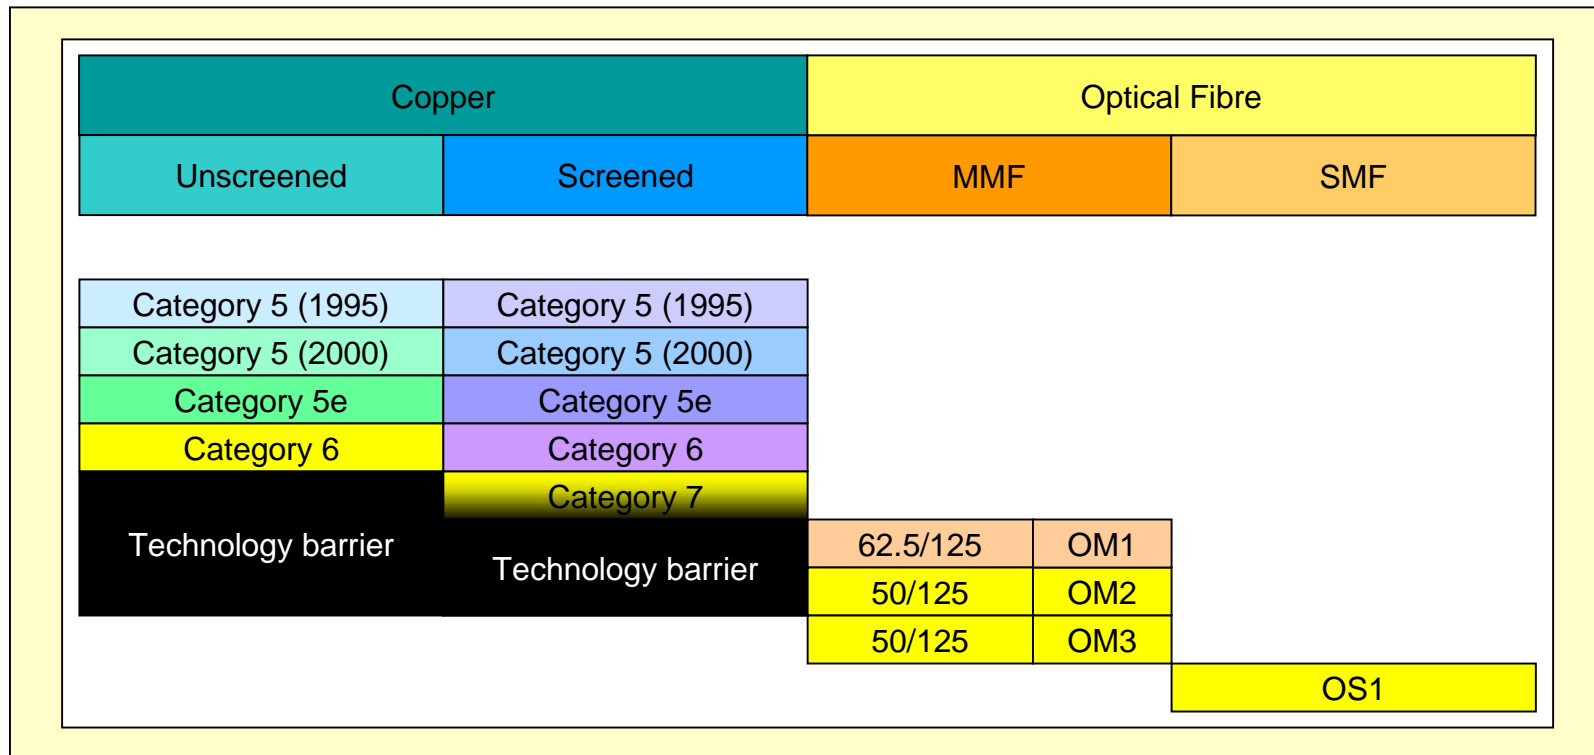 Copper
Optical Fibre
Unscreened
Screened
MMF
SMF
Category 5 (1995)
Category 5 (1995)
Category 5 (2000)
Category 5 (2000)
Category 5e
Category 5e
Category 6
Category 6
Category 7
Technology barrier
Technology barrier
62.5/125
OM1
50/125
OM2
50/125
OM3
OS1